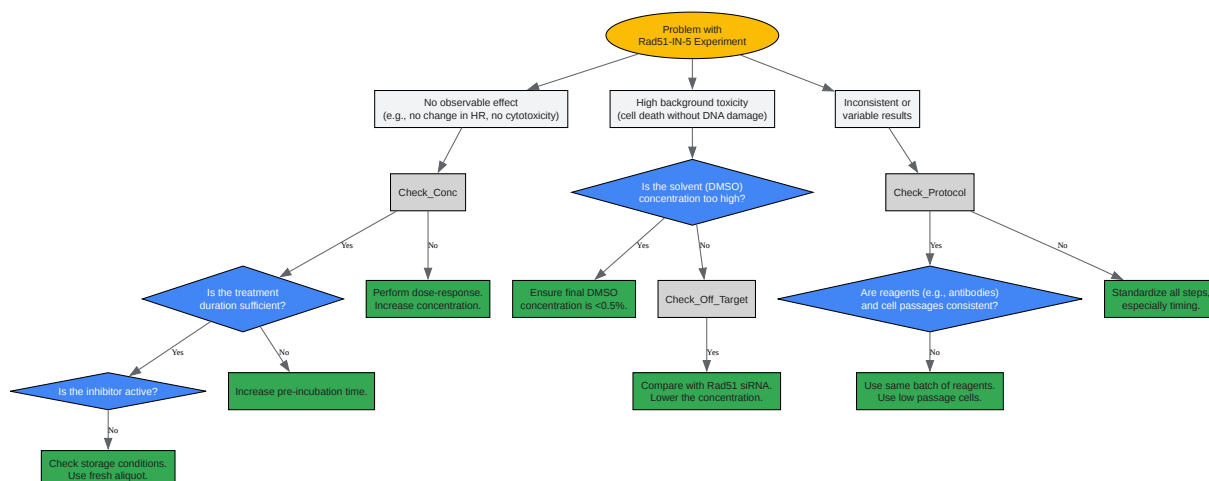 Problem with
Rad51-IN-5 Experiment
No observable effect
(e.g., no change in HR, no cytotoxicity)
High background toxicity
(cell death without DNA damage)
Inconsistent or
variable results
Check_Conc
Is the solvent (DMSO)
concentration too high?
Check_Protocol
Yes
No
Yes
No
Yes
No
Is the treatment
duration sufficient?
Perform dose-response.
Increase concentration.
Ensure final DMSO
concentration is <0.5%.
Check_Off_Target
Are reagents (e.g., antibodies)
and cell passages consistent?
Standardize all steps,
especially timing.
Yes
No
Yes
No
Is the inhibitor active?
Increase pre-incubation time.
Compare with Rad51 siRNA.
Lower the concentration.
Use same batch of reagents.
Use low passage cells.
No
Check storage conditions.
Use fresh aliquot.